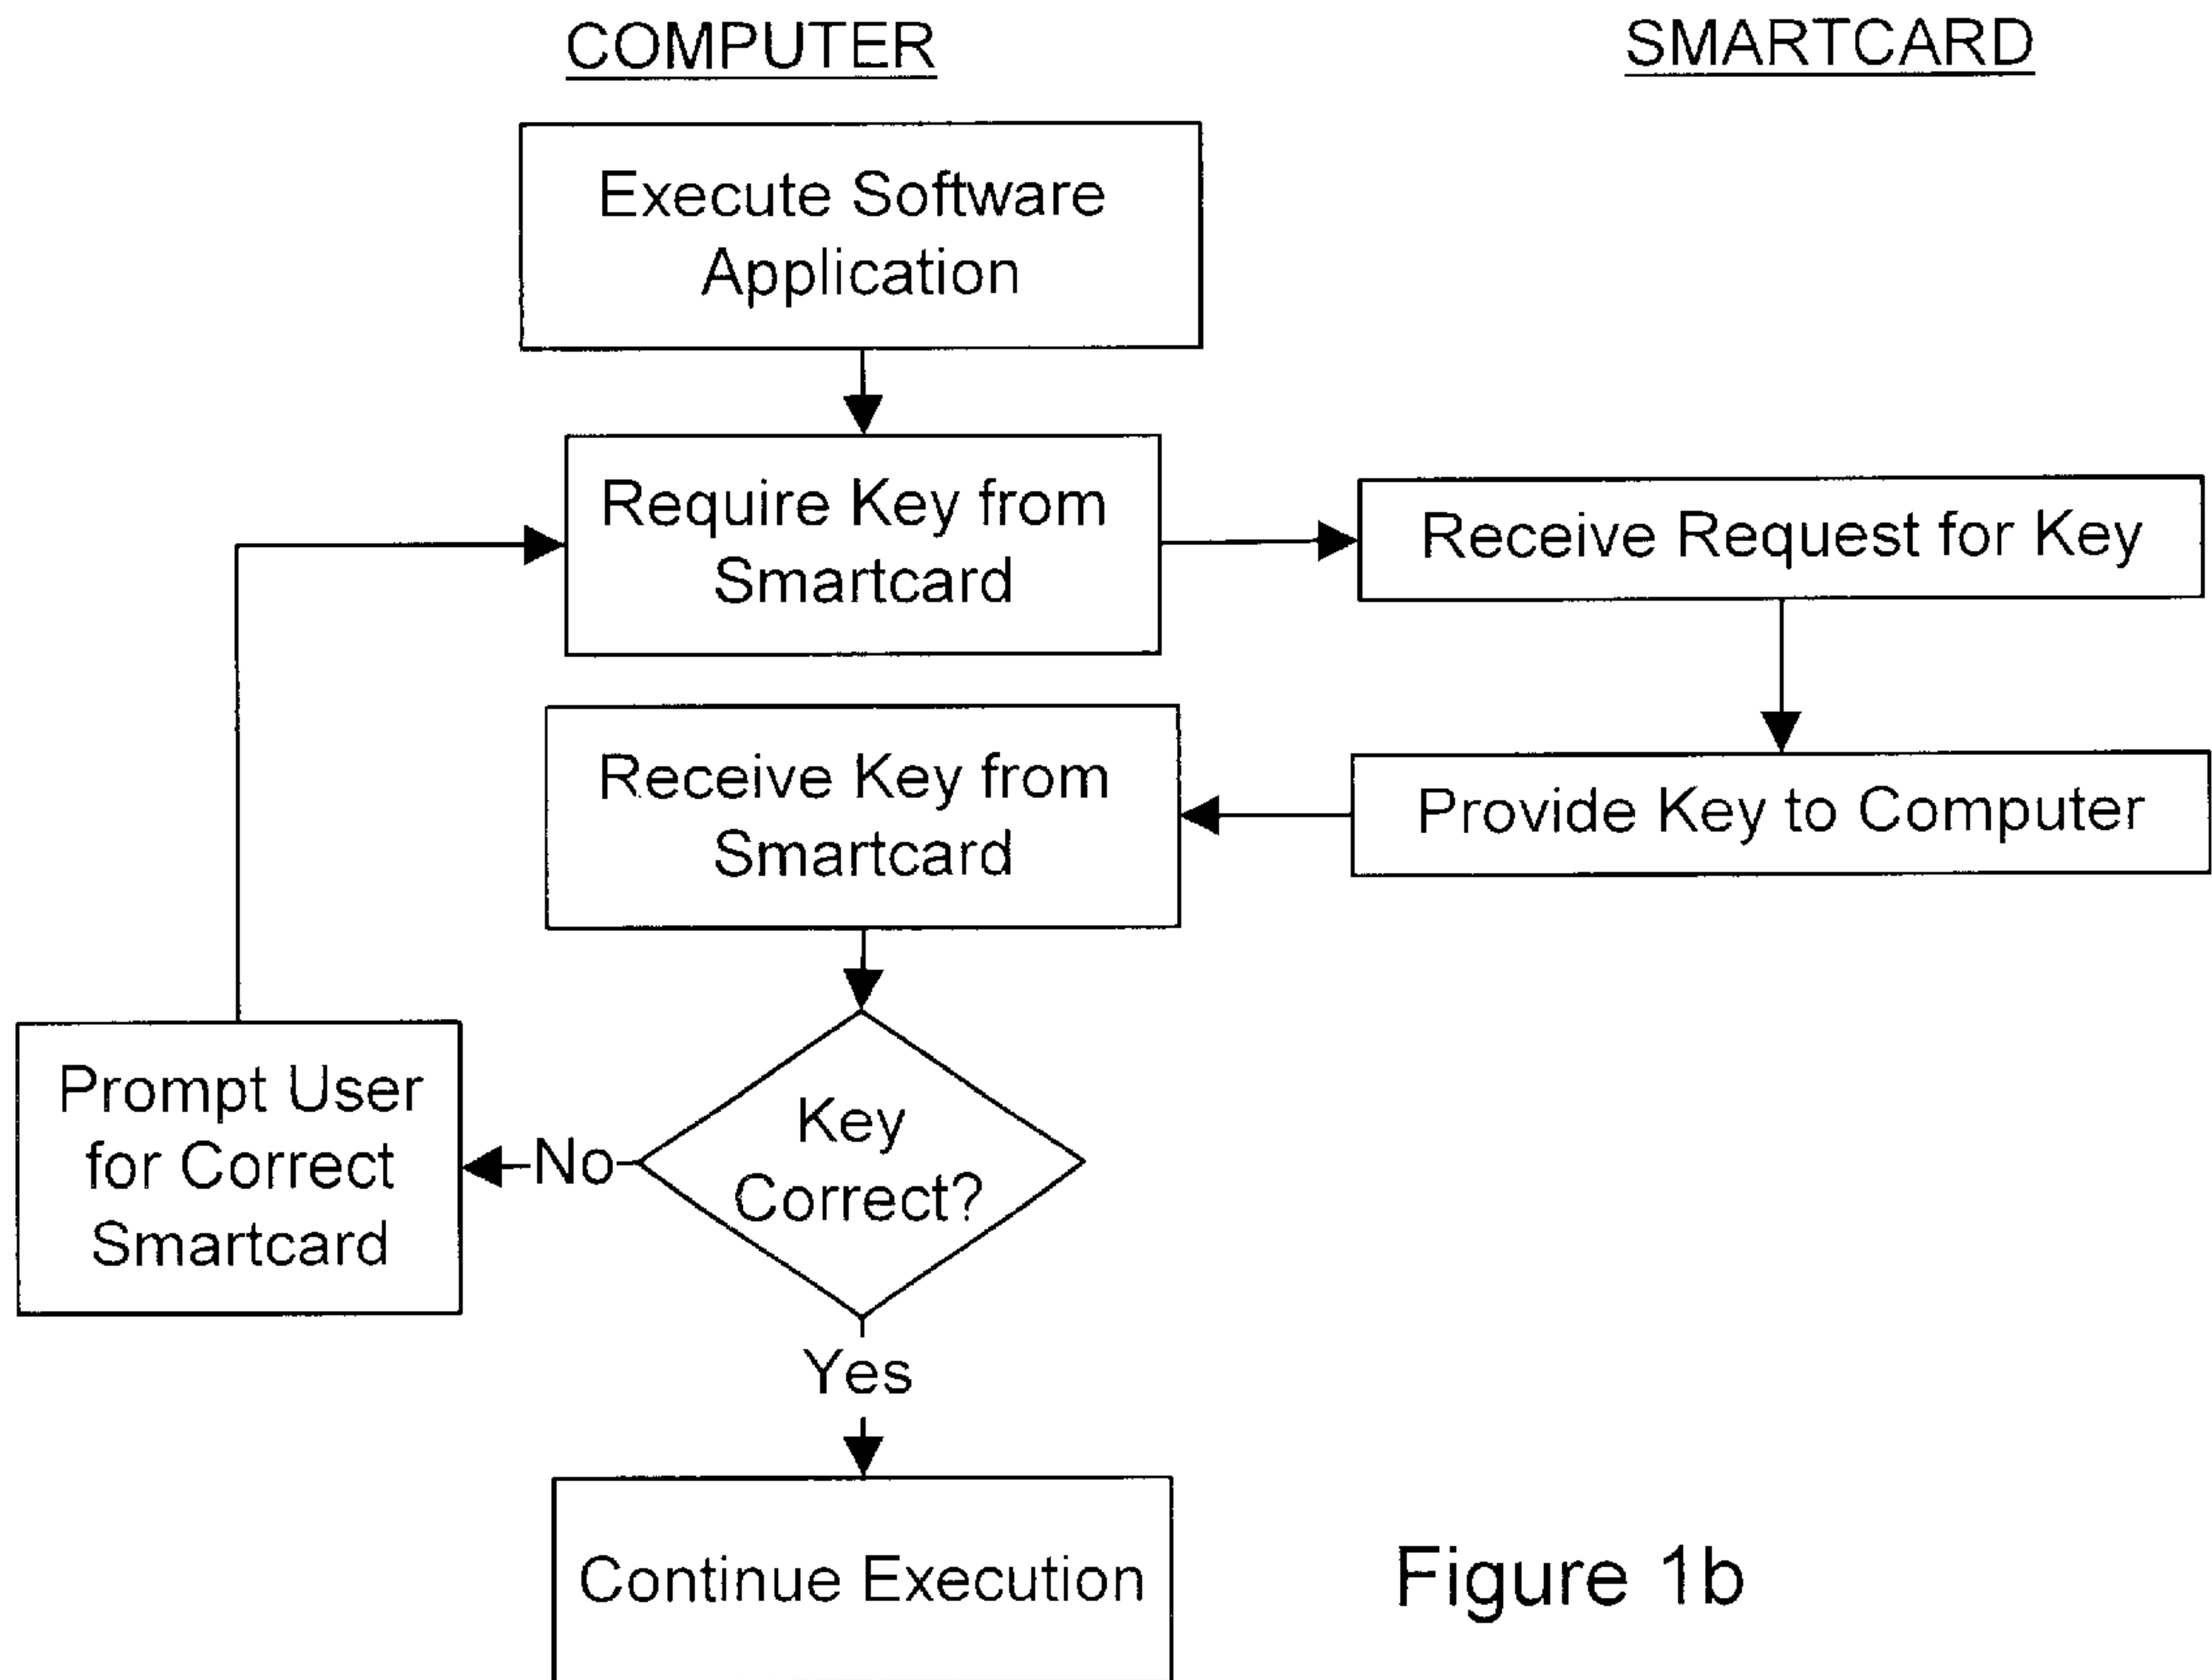 COMPUTER
SMARTCARD
Execute Software
Application
Require Key from
Smartcard
Receive Request for Key
Receive Key from
Smartcard
Provide Key to Computer
Key
Correct?
No
Prompt User
for Correct
Smartcard
Yes
Continue Execution
Figure 1b